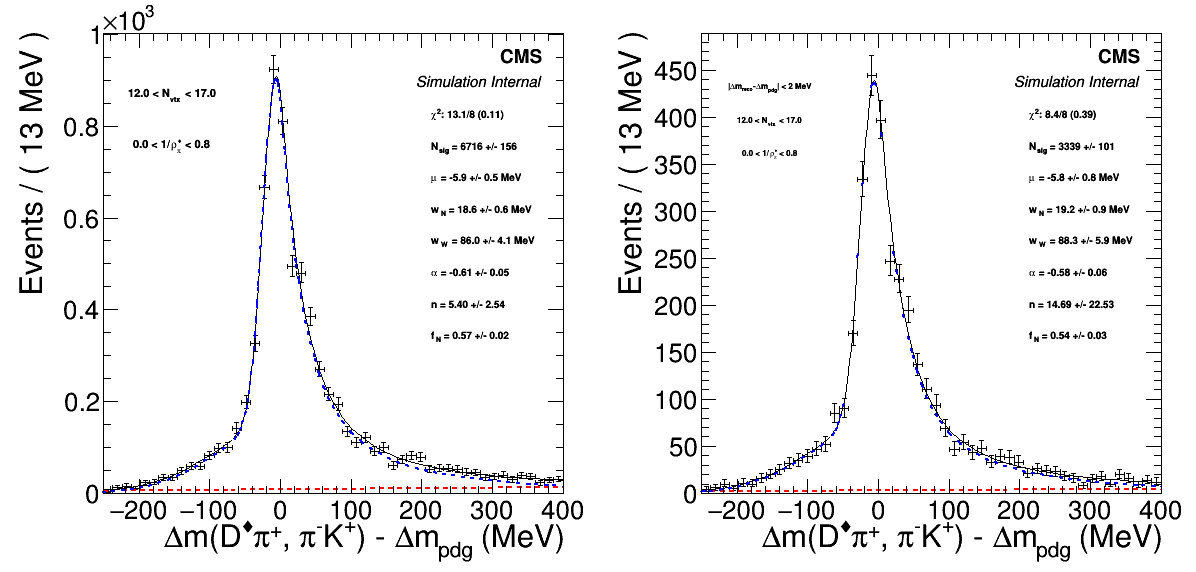 1×10³
CMS
Simulation Internal
12.0 < N_vtx < 17.0
0.0 < 1/ρ_π^♦ < 0.8
χ²: 13.1/8 (0.11)
N_sig = 6716 +/- 156
μ = -5.9 +/- 0.5 MeV
w_N = 18.6 +/- 0.6 MeV
w_W = 86.0 +/- 4.1 MeV
α = -0.61 +/- 0.05
n = 5.40 +/- 2.54
f_N = 0.57 +/- 0.02
Events / ( 13 MeV )
0.8
0.6
0.4
0.2
0
−200 −100 0 100 200 300 400
Δm(D♦π⁺, π⁻K⁺) - Δm_pdg (MeV)
CMS
Simulation Internal
|Δm_reco-Δm_pdg| < 2 MeV
12.0 < N_vtx < 17.0
0.0 < 1/ρ_π^♦ < 0.8
χ²: 8.4/8 (0.39)
N_sig = 3339 +/- 101
μ = -5.8 +/- 0.8 MeV
w_N = 19.2 +/- 0.9 MeV
w_W = 88.3 +/- 5.9 MeV
α = -0.58 +/- 0.06
n = 14.69 +/- 22.53
f_N = 0.54 +/- 0.03
Events / ( 13 MeV )
450
400
350
300
250
200
150
100
50
0
−200 −100 0 100 200 300 400
Δm(D♦π⁺, π⁻K⁺) - Δm_pdg (MeV)